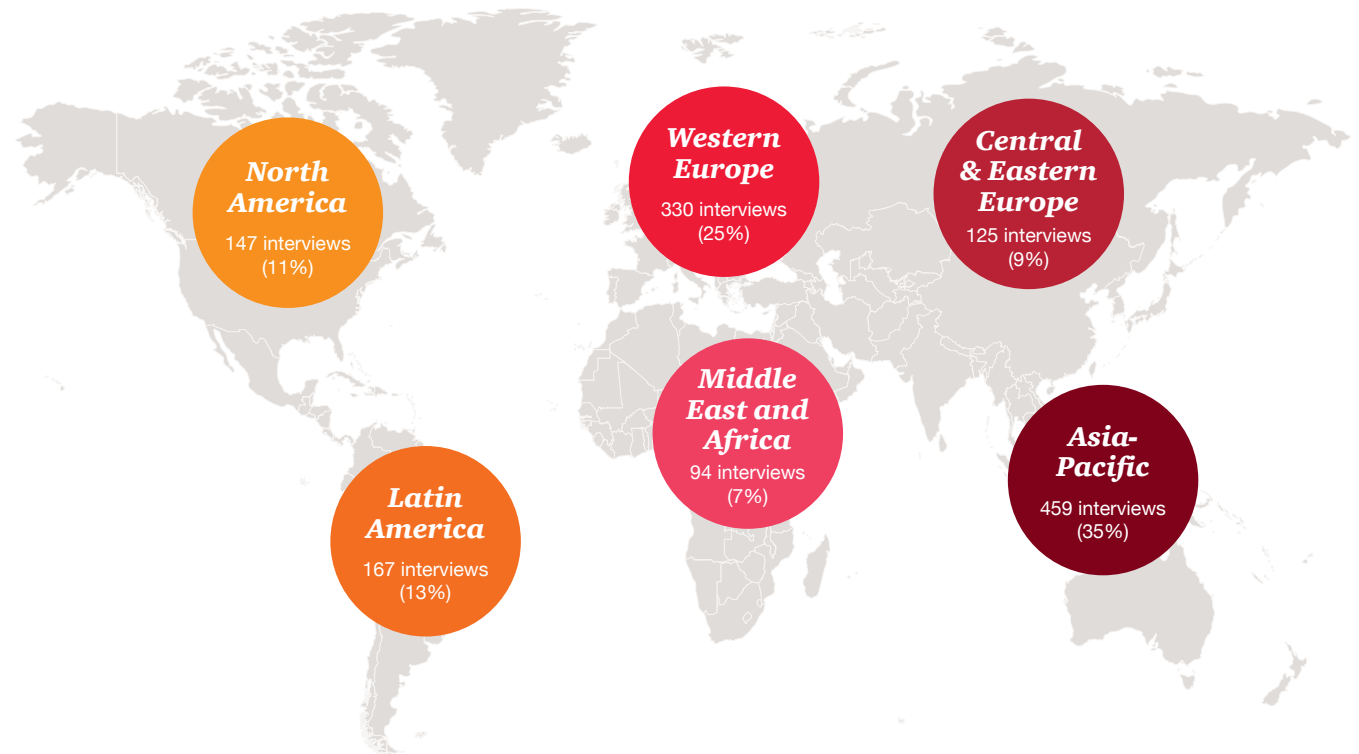 North
America
147 interviews
(11%)
Western
Europe
330 interviews
(25%)
Central
& Eastern
Europe
125 interviews
(9%)
Middle
East and
Africa
94 interviews
(7%)
Latin
America
167 interviews
(13%)
Asia-
Pacific
459 interviews
(35%)